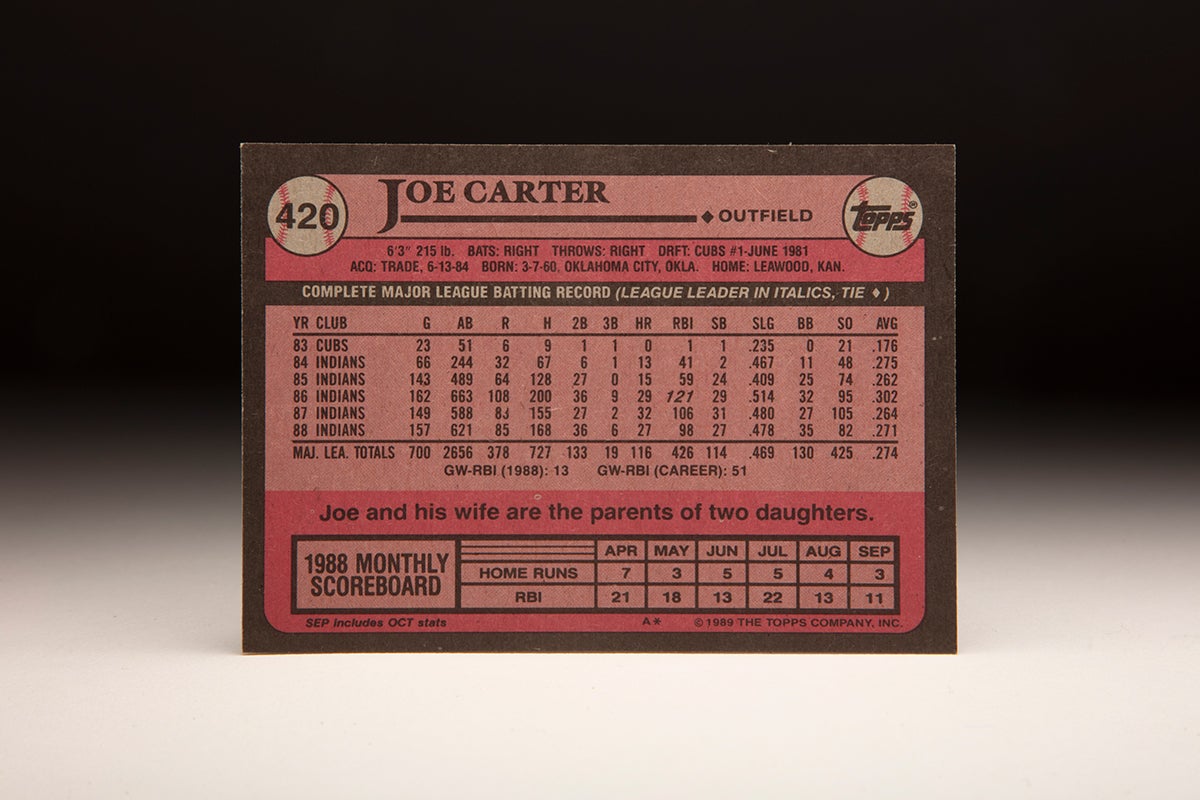 420
JOE CARTER
OUTFIELD
Topps®
6'3" 215 lb. BATS: RIGHT THROWS: RIGHT DRFT: CUBS #1-JUNE 1981
ACQ: TRADE, 6-13-84 BORN: 3-7-60, OKLAHOMA CITY, OKLA. HOME: LEAWOOD, KAN.
COMPLETE MAJOR LEAGUE BATTING RECORD (LEAGUE LEADER IN ITALICS, TIE ♦)
YR CLUB G AB R H 2B 3B HR RBI SB SLG BB SO AVG
83 CUBS 23 51 6 9 1 1 0 1 1 .235 0 21 .176
84 INDIANS 66 244 32 67 6 1 13 41 2 .467 11 48 .275
85 INDIANS 143 489 64 128 27 0 15 59 24 .409 25 74 .262
86 INDIANS 162 663 108 200 36 9 29 121 29 .514 32 95 .302
87 INDIANS 149 588 83 155 27 2 32 106 31 .480 27 105 .264
88 INDIANS 157 621 85 168 36 6 27 98 27 .478 35 82 .271
MAJ. LEA. TOTALS 700 2656 378 727 133 19 116 426 114 .469 130 425 .274
GW-RBI (1988): 13 GW-RBI (CAREER): 51
Joe and his wife are the parents of two daughters.
1988 MONTHLY
SCOREBOARD
APR MAY JUN JUL AUG SEP
HOME RUNS 7 3 5 5 4 3
RBI 21 18 13 22 13 11
SEP includes OCT stats A* © 1989 THE TOPPS COMPANY, INC.